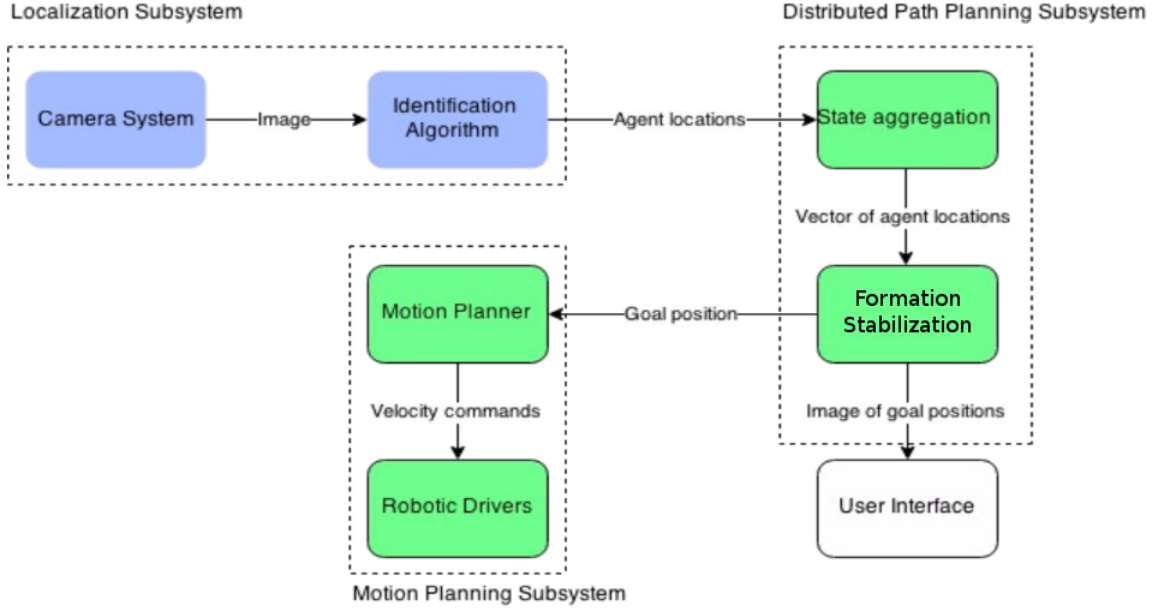 Localization Subsystem
Distributed Path Planning Subsystem
Camera System
Image
Identification
Algorithm
Agent locations
State aggregation
Vector of agent locations
Motion Planner
Goal position
Formation
Stabilization
Velocity commands
Image of goal positions
Robotic Drivers
User Interface
Motion Planning Subsystem